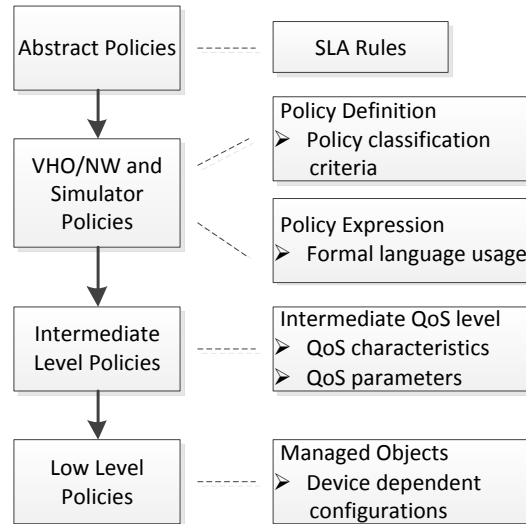 Abstract Policies
SLA Rules
VHO/NW and
Simulator
Policies
Policy Definition
➢ Policy classification
criteria
Policy Expression
➢ Formal language usage
Intermediate
Level Policies
Intermediate QoS level
➢ QoS characteristics
➢ QoS parameters
Low Level
Policies
Managed Objects
➢ Device dependent
configurations